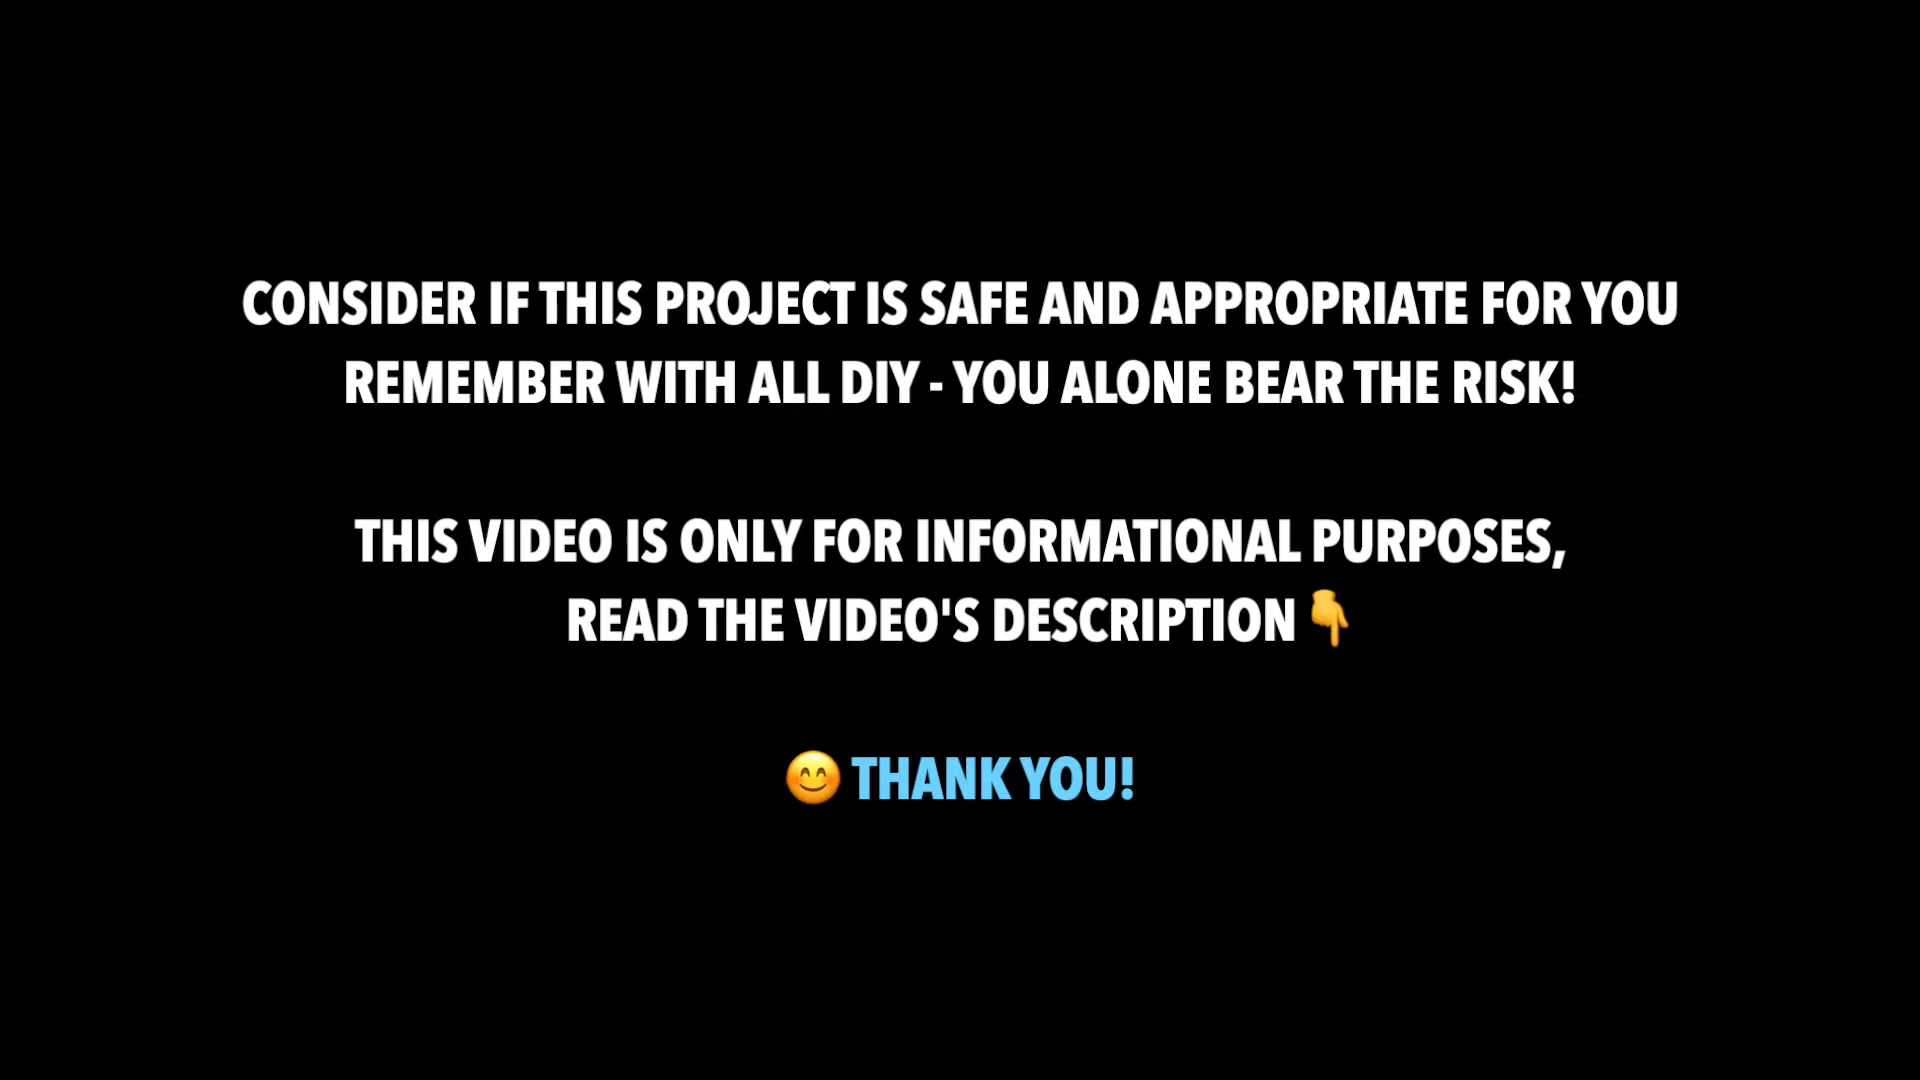 CONSIDER IF THIS PROJECT IS SAFE AND APPROPRIATE FOR YOU
REMEMBER WITH ALL DIY - YOU ALONE BEAR THE RISK!
THIS VIDEO IS ONLY FOR INFORMATIONAL PURPOSES,
READ THE VIDEO'S DESCRIPTION👇
😊 THANK YOU!